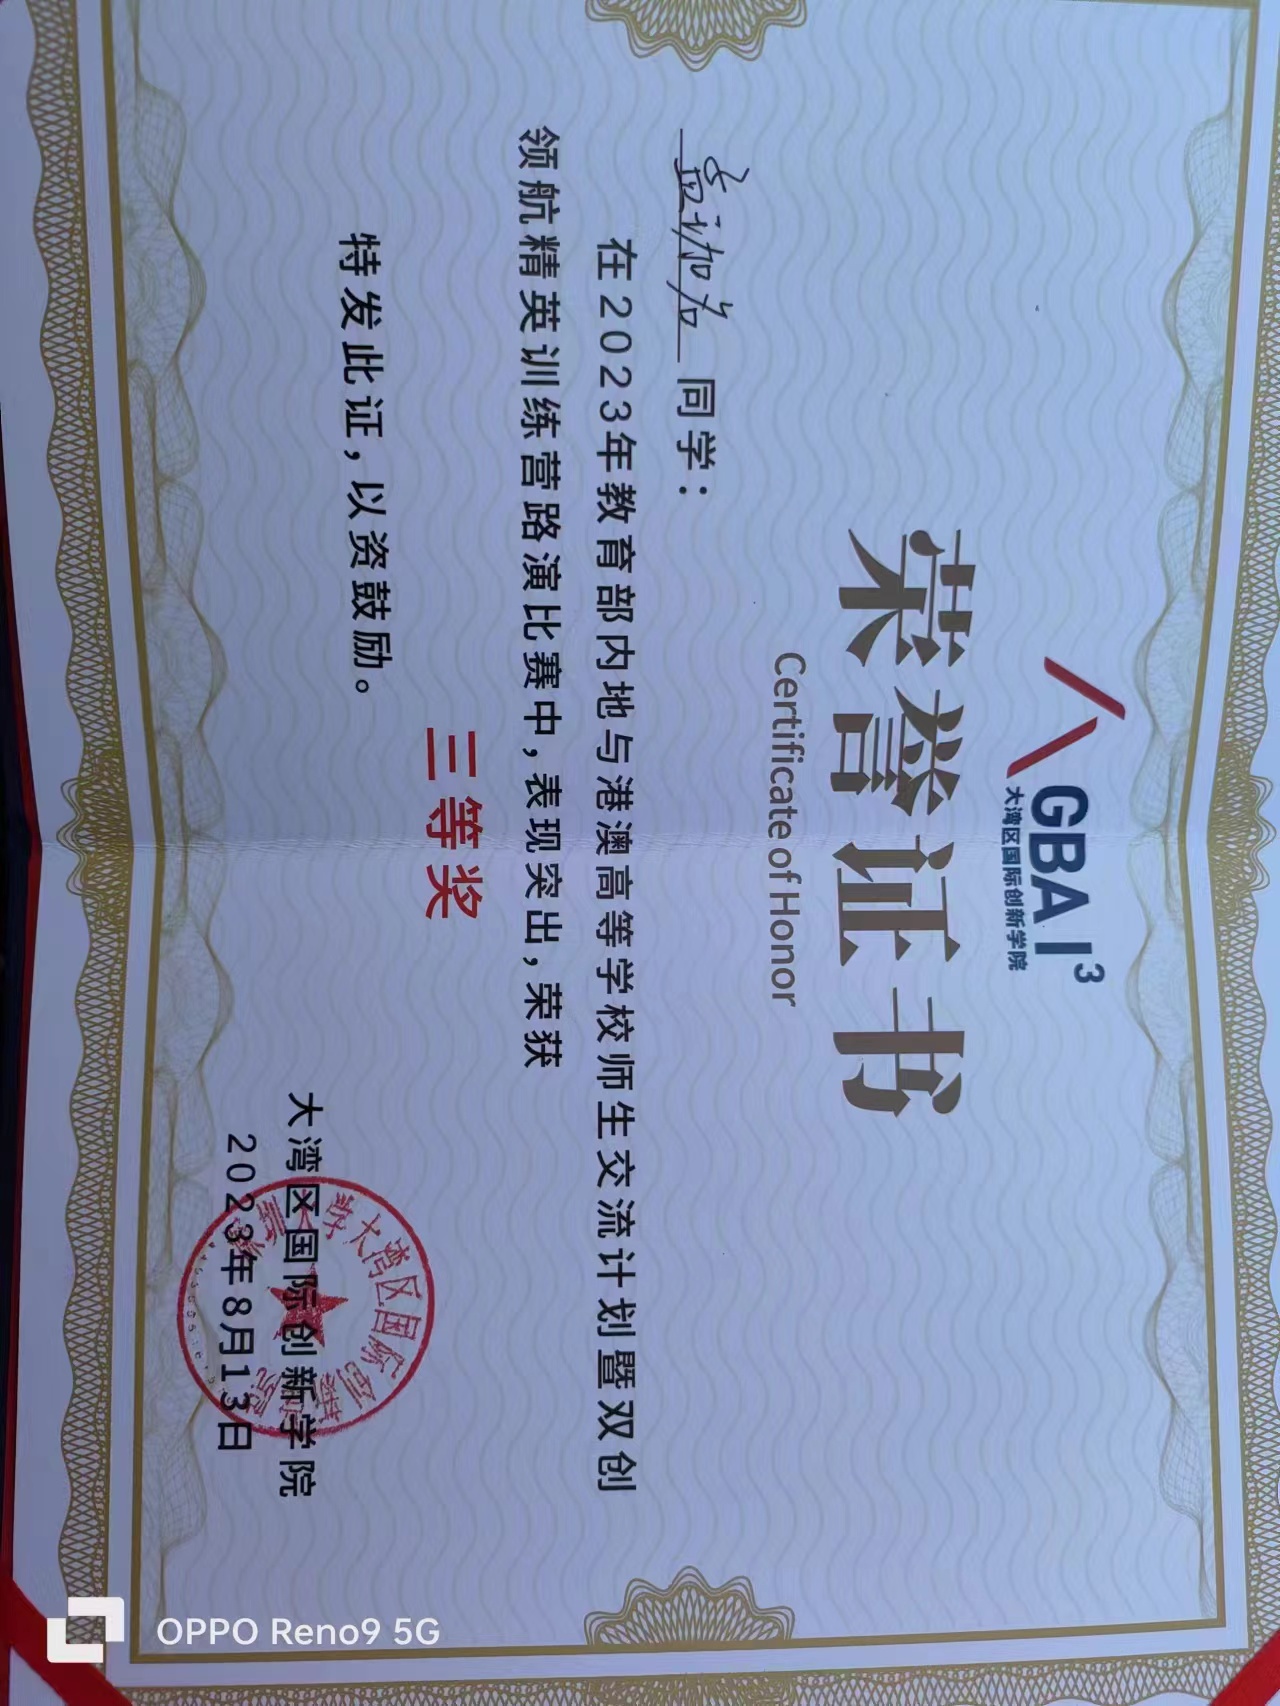 GBA I³
大湾区国际创新学院
荣誉证书
Certificate of Honor
孟珈名 同学：
在2023年教育部内地与港澳高等学校师生交流计划暨双创
领航精英训练营路演比赛中，表现突出，荣获
三等奖
特发此证，以资鼓励。
大湾区国际创新学院
2023年8月13日
大湾区国际创新学院
OPPO Reno9 5G